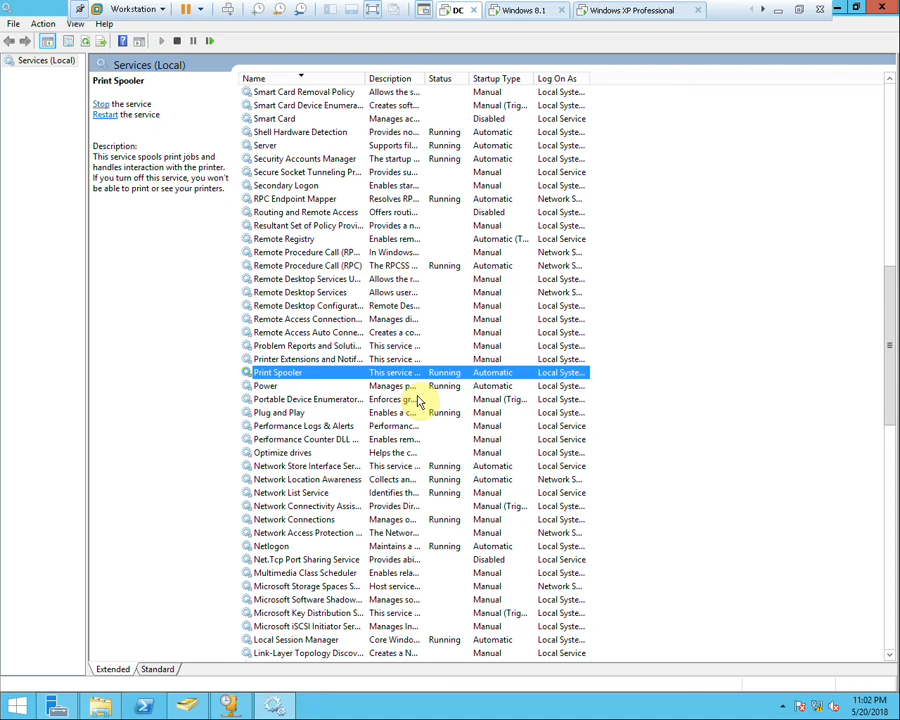 Workstation
DC
Windows 8.1
Windows XP Professional
File Action View Help
Services (Local)
Services (Local)
Print Spooler
Stop the service
Restart the service
Description:
This service spools print jobs and
handles interaction with the printer.
If you turn off this service, you won't
be able to print or see your printers.
Name Description Status Startup Type Log On As
Smart Card Removal Policy Allows the s... Manual Local Syste...
Smart Card Device Enumera... Creates soft... Manual (Trig... Local Syste...
Smart Card Manages ac... Disabled Local Service
Shell Hardware Detection Provides no... Running Automatic Local Syste...
Server Supports fil... Running Automatic Local Syste...
Security Accounts Manager The startup ... Running Automatic Local Syste...
Secure Socket Tunneling Pr... Provides su... Manual Local Service
Secondary Logon Enables star... Manual Local Syste...
RPC Endpoint Mapper Resolves RP... Running Automatic Network S...
Routing and Remote Access Offers routi... Disabled Local Syste...
Resultant Set of Policy Provi... Provides a n... Manual Local Syste...
Remote Registry Enables rem... Automatic (T... Local Service
Remote Procedure Call (RP... In Windows... Manual Network S...
Remote Procedure Call (RPC) The RPCSS ... Running Automatic Network S...
Remote Desktop Services U... Allows the r... Manual Local Syste...
Remote Desktop Services Allows user... Manual Network S...
Remote Desktop Configurat... Remote Des... Manual Local Syste...
Remote Access Connection... Manages di... Manual Local Syste...
Remote Access Auto Conne... Creates a co... Manual Local Syste...
Problem Reports and Soluti... This service ... Manual Local Syste...
Printer Extensions and Notif... This service ... Manual Local Syste...
Print Spooler This service ... Running Automatic Local Syste...
Power Manages p... Running Automatic Local Syste...
Portable Device Enumerator... Enforces gr... Manual (Trig... Local Syste...
Plug and Play Enables a c... Running Manual Local Syste...
Performance Logs & Alerts Performanc... Manual Local Service
Performance Counter DLL ... Enables rem... Manual Local Service
Optimize drives Helps the c... Manual Local Syste...
Network Store Interface Ser... This service ... Running Automatic Local Service
Network Location Awareness Collects an... Running Automatic Network S...
Network List Service Identifies th... Running Manual Local Service
Network Connectivity Assis... Provides Dir... Manual (Trig... Local Syste...
Network Connections Manages o... Running Manual Local Syste...
Network Access Protection ... The Networ... Manual Network S...
Netlogon Maintains a ... Running Automatic Local Syste...
Net.Tcp Port Sharing Service Provides abi... Disabled Local Service
Multimedia Class Scheduler Enables rela... Manual Local Syste...
Microsoft Storage Spaces S... Host service... Manual Network S...
Microsoft Software Shadow... Manages so... Manual Local Syste...
Microsoft Key Distribution S... This service ... Manual (Trig... Local Syste...
Microsoft iSCSI Initiator Ser... Manages In... Manual Local Syste...
Local Session Manager Core Windo... Running Automatic Local Syste...
Link-Layer Topology Discov... Creates a N... Manual Local Service
Extended Standard
11:02 PM
5/20/2018